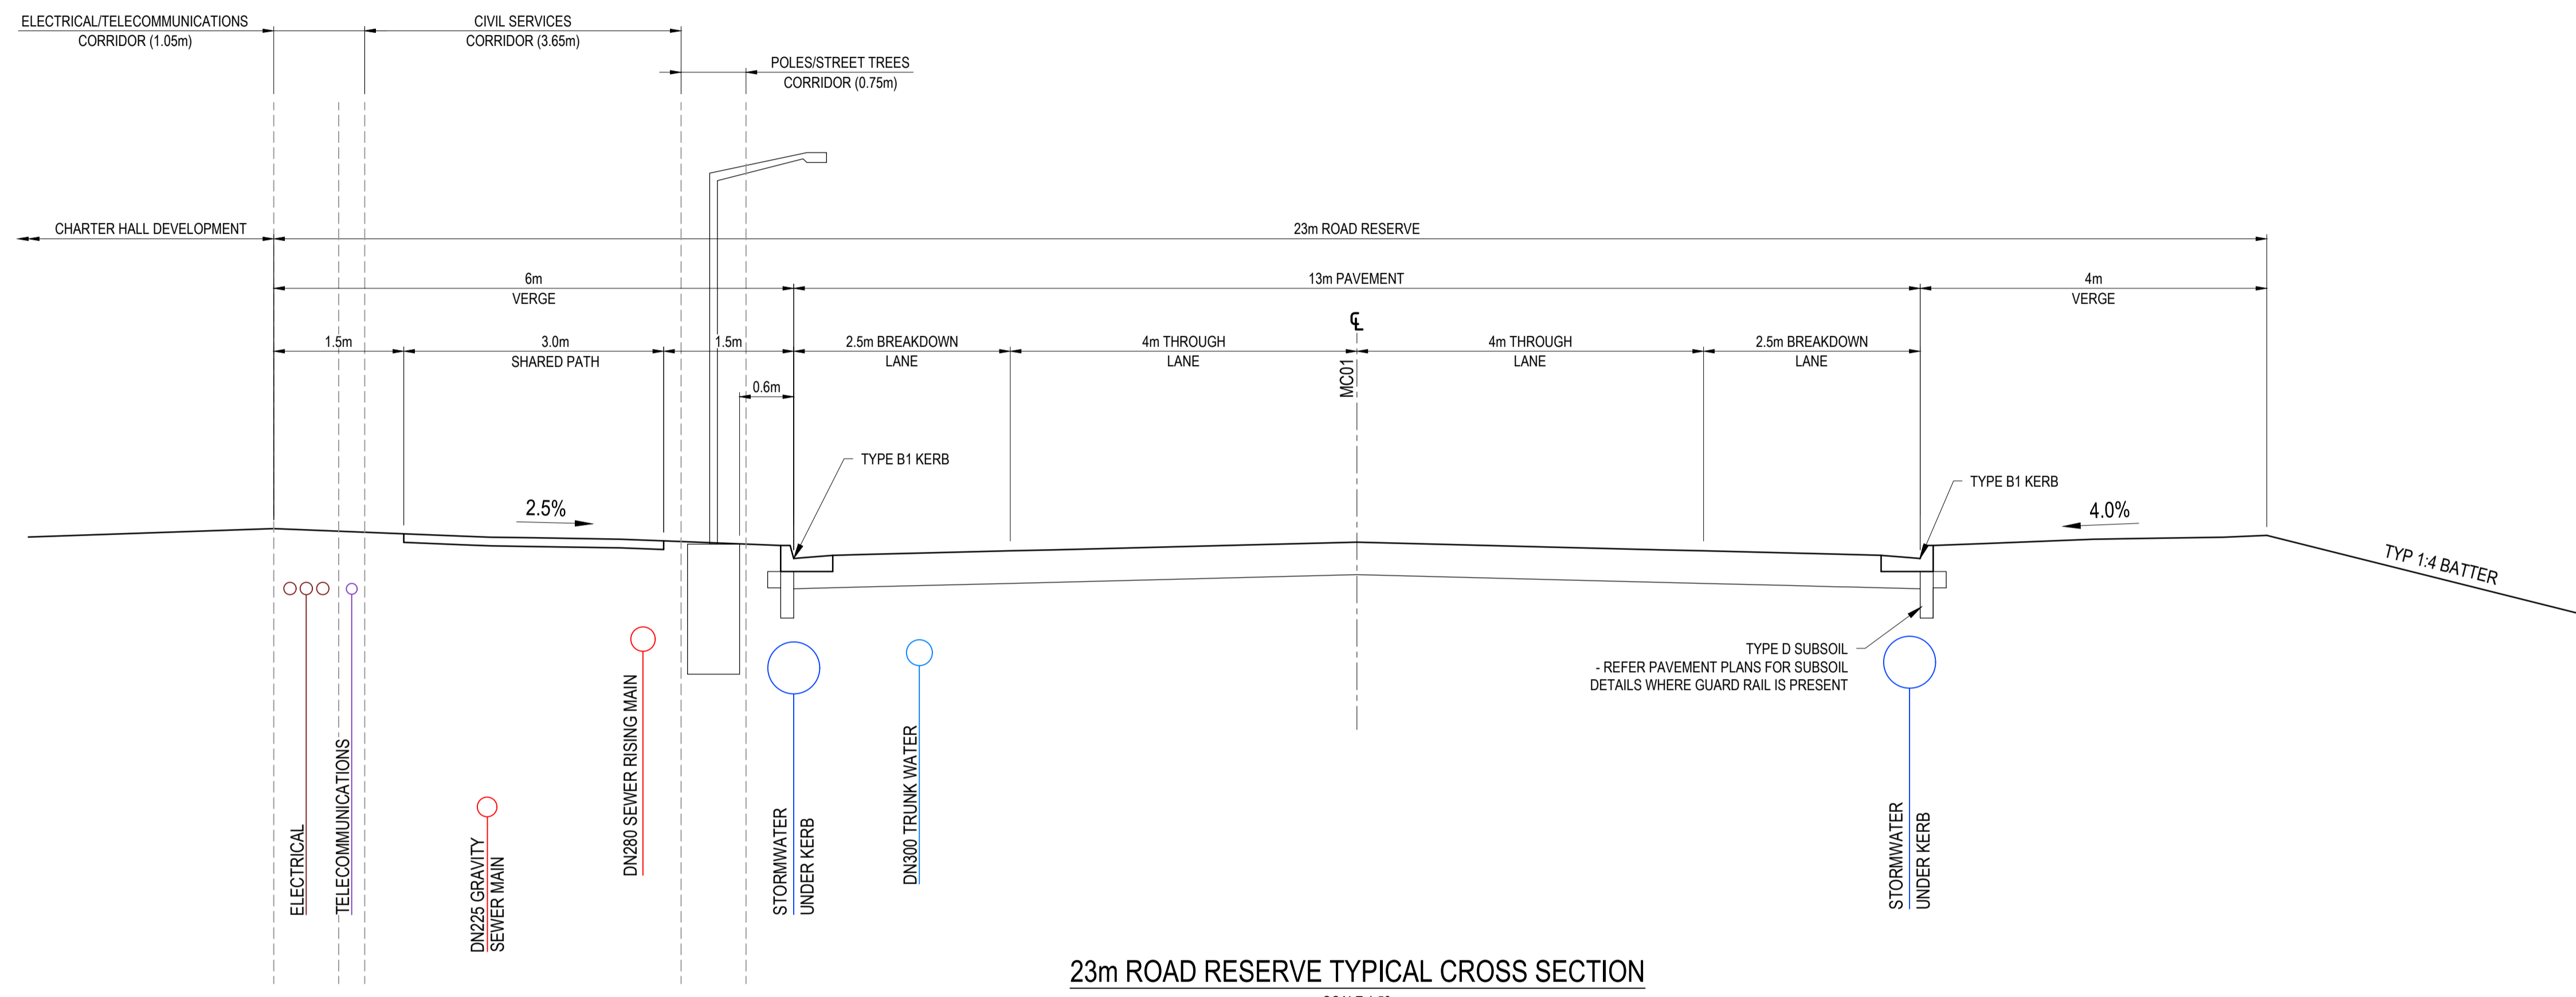 ELECTRICAL/TELECOMMUNICATIONS
CORRIDOR (1.05m)
CIVIL SERVICES
CORRIDOR (3.65m)
POLES/STREET TREES
CORRIDOR (0.75m)
CHARTER HALL DEVELOPMENT
23m ROAD RESERVE
6m
VERGE
13m PAVEMENT
4m
VERGE
1.5m
3.0m
SHARED PATH
1.5m
2.5m BREAKDOWN
LANE
4m THROUGH
LANE
℄
MC01
4m THROUGH
LANE
2.5m BREAKDOWN
LANE
0.6m
TYPE B1 KERB
TYPE B1 KERB
2.5%
4.0%
TYP 1:4 BATTER
TYPE D SUBSOIL
- REFER PAVEMENT PLANS FOR SUBSOIL
DETAILS WHERE GUARD RAIL IS PRESENT
ELECTRICAL
TELECOMMUNICATIONS
DN225 GRAVITY
SEWER MAIN
DN280 SEWER RISING MAIN
STORMWATER
UNDER KERB
DN300 TRUNK WATER
STORMWATER
UNDER KERB
23m ROAD RESERVE TYPICAL CROSS SECTION